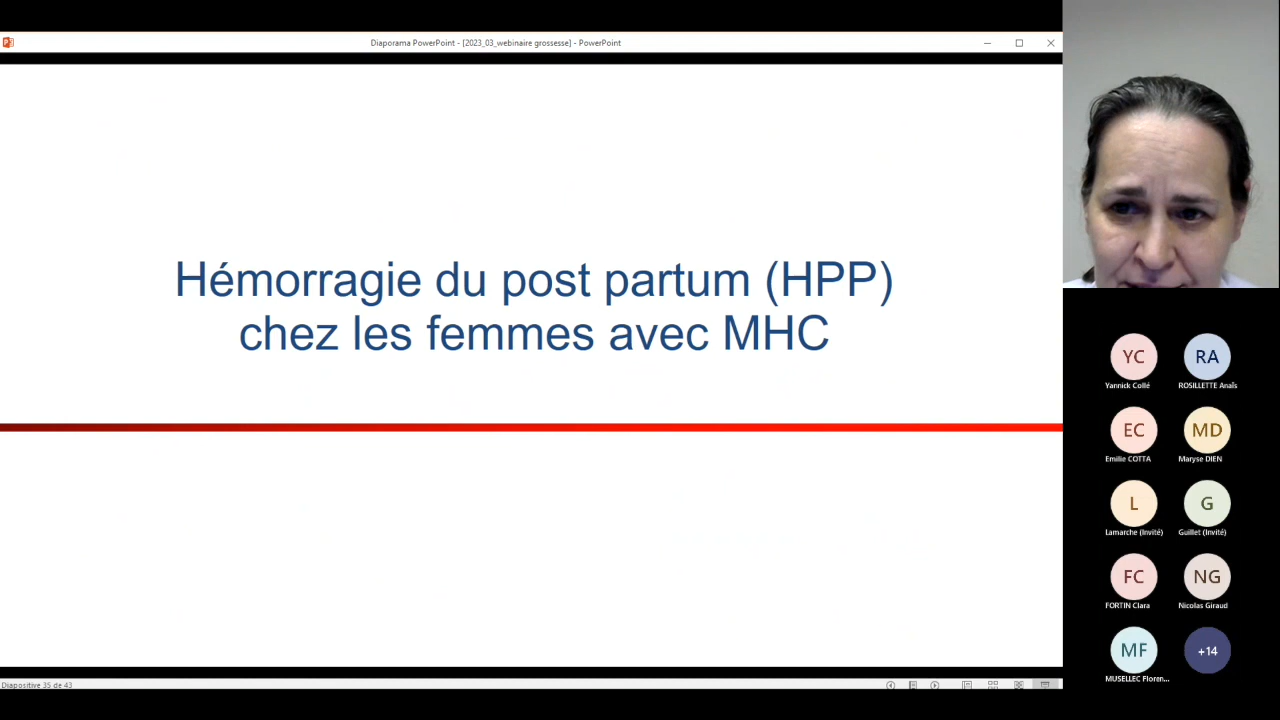 Diaporama PowerPoint - [2023_03_webinaire grossesse] - PowerPoint
Hémorragie du post partum (HPP)
chez les femmes avec MHC
YC
RA
Yannick Collé
ROSILLETTE Anaïs
EC
MD
Emilie COTTA
Maryse DIEN
L
G
Lamarche (Invité)
Guillet (Invité)
FC
NG
FORTIN Clara
Nicolas Giraud
MF
+14
MUSELLEC Floren...
Diapositive 35 de 43